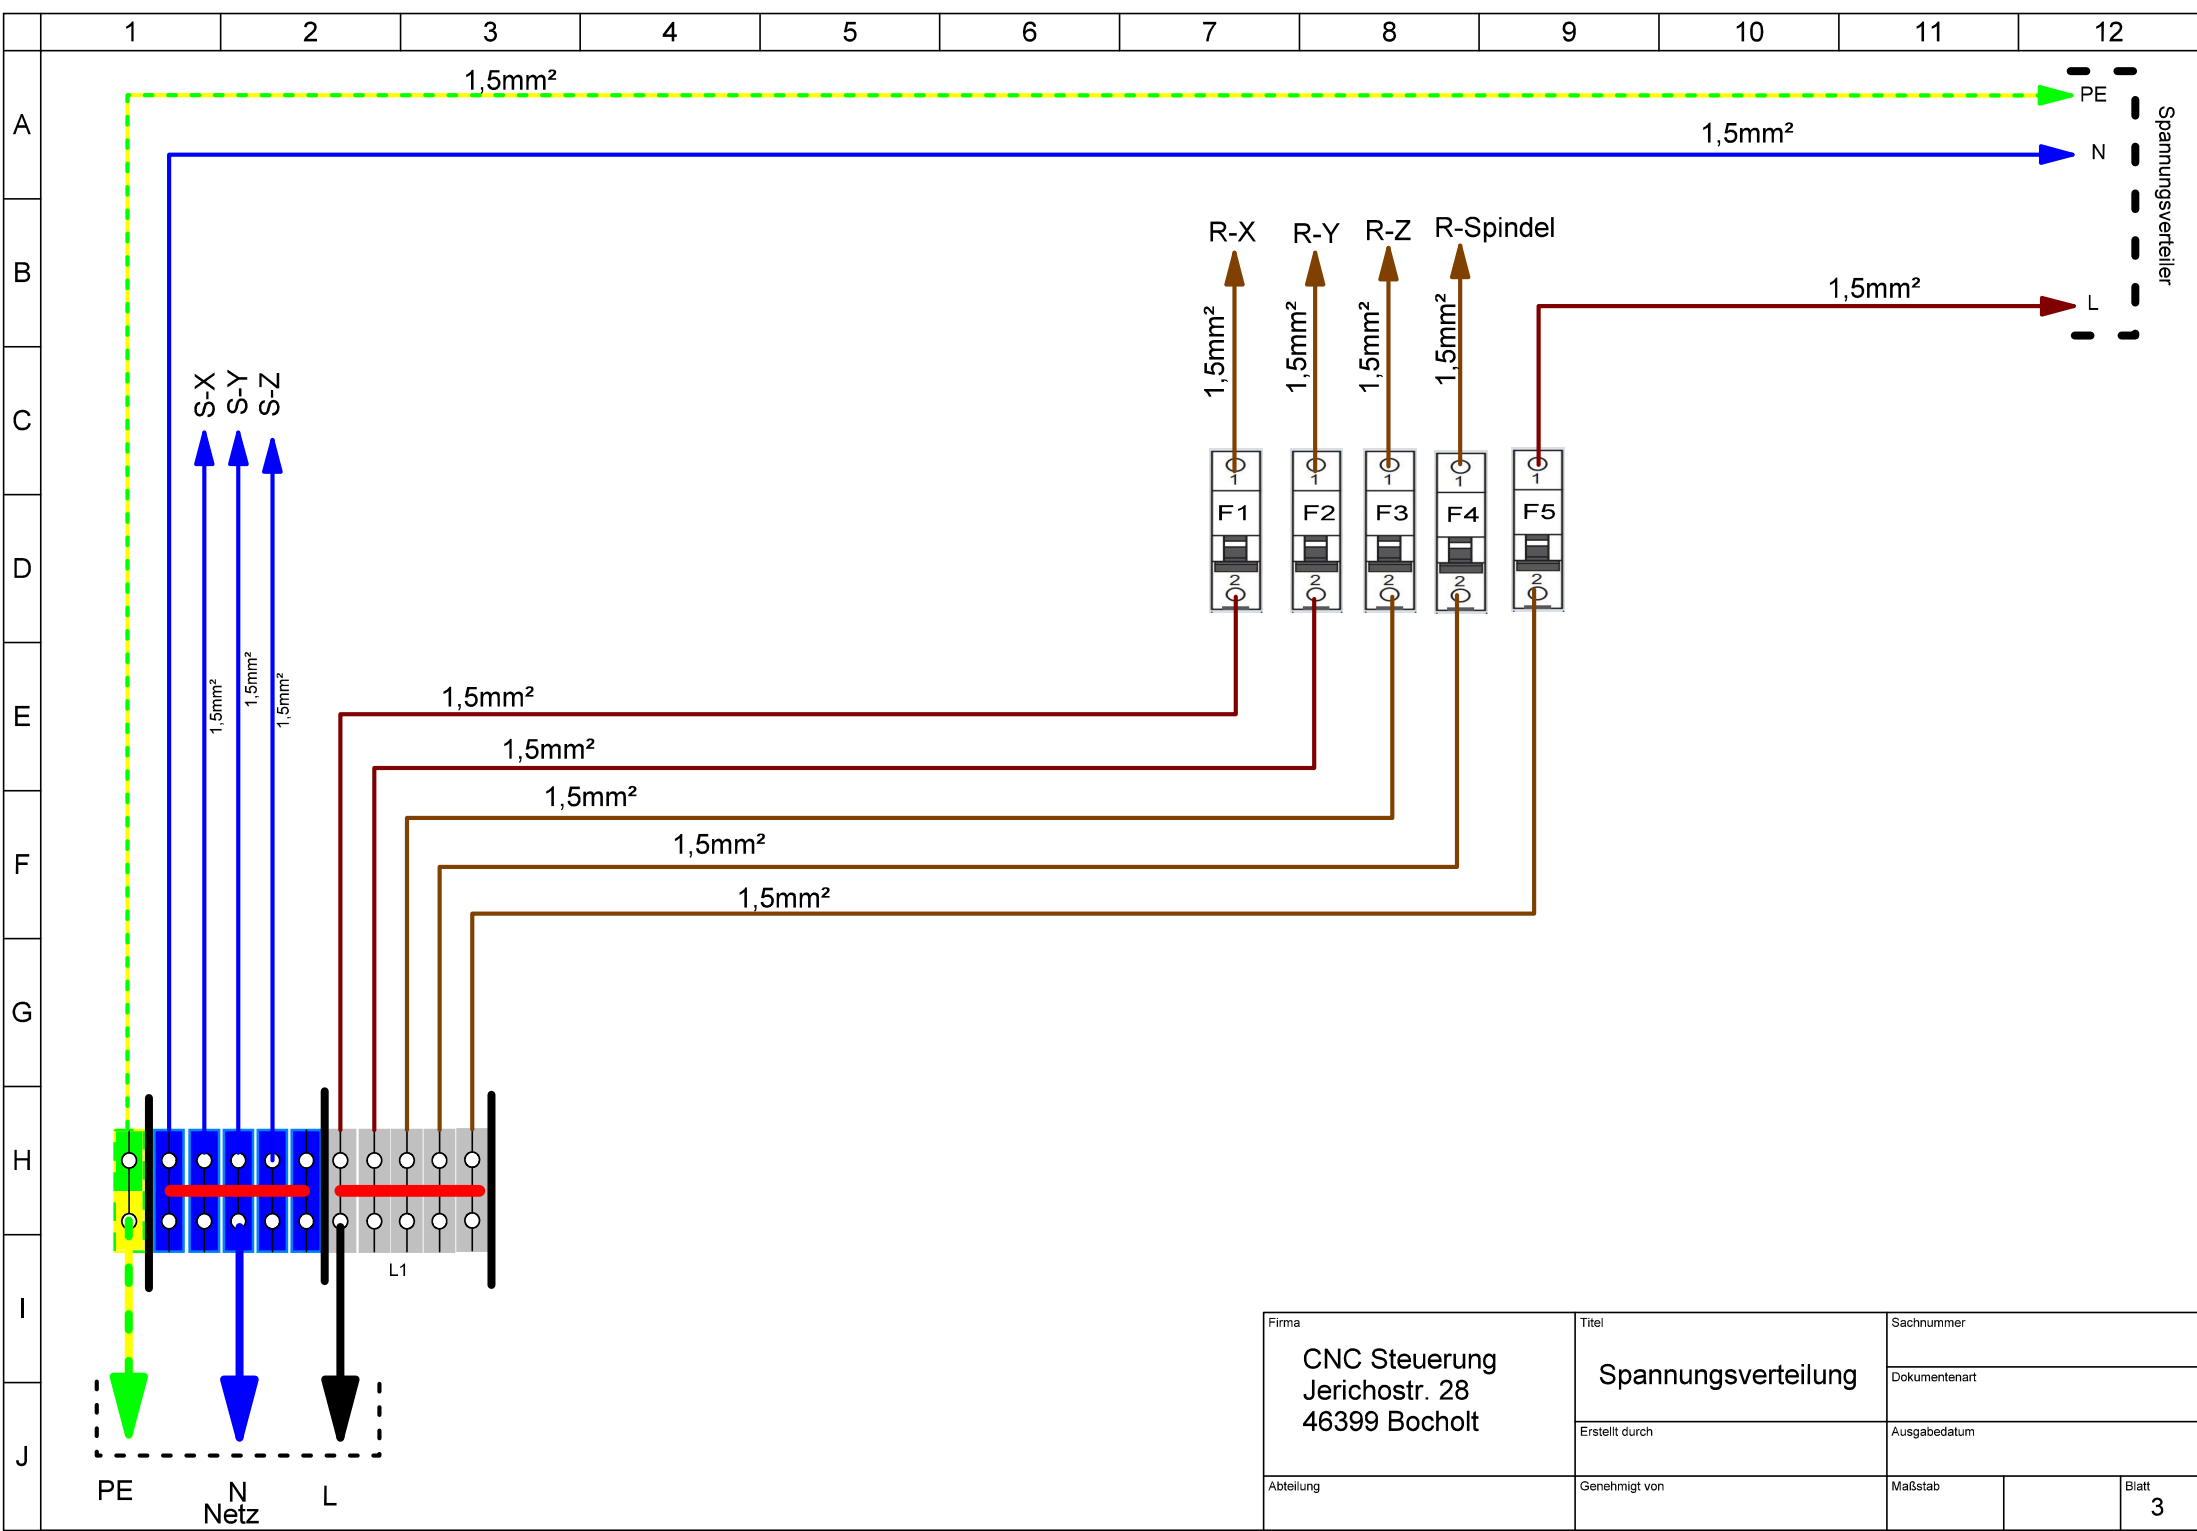 1 2 3 4 5 6 7 8 9 10 11 12
A
B
C
D
E
F
G
H
I
J
1,5mm²
PE
1,5mm²
N
Spannungsverteiler
R-X R-Y R-Z R-Spindel
1,5mm²
L
1,5mm²
1,5mm²
1,5mm²
1,5mm²
S-X
S-Y
S-Z
1 1 1 1 1
F1 F2 F3 F4 F5
2 2 2 2 2
1,5mm²
1,5mm²
1,5mm²
1,5mm²
1,5mm²
1,5mm²
1,5mm²
1,5mm²
L1
PE N L
Netz
Firma
CNC Steuerung
Jerichostr. 28
46399 Bocholt
Titel
Spannungsverteilung
Sachnummer
Dokumentenart
Erstellt durch
Ausgabedatum
Abteilung
Genehmigt von
Maßstab
Blatt
3